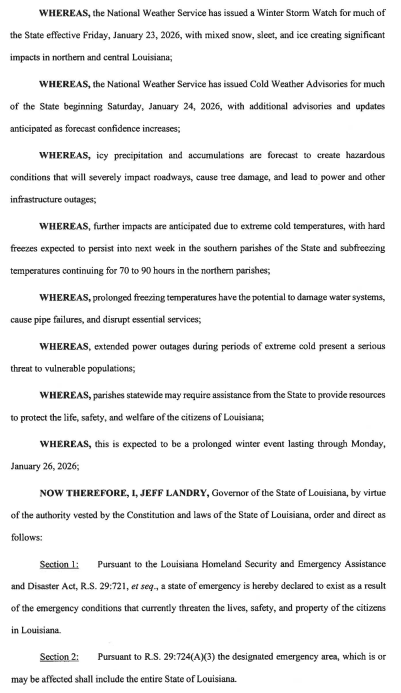 WHEREAS, the National Weather Service has issued a Winter Storm Watch for much of
the State effective Friday, January 23, 2026, with mixed snow, sleet, and ice creating significant
impacts in northern and central Louisiana;
WHEREAS, the National Weather Service has issued Cold Weather Advisories for much
of the State beginning Saturday, January 24, 2026, with additional advisories and updates
anticipated as forecast confidence increases;
WHEREAS, icy precipitation and accumulations are forecast to create hazardous
conditions that will severely impact roadways, cause tree damage, and lead to power and other
infrastructure outages;
WHEREAS, further impacts are anticipated due to extreme cold temperatures, with hard
freezes expected to persist into next week in the southern parishes of the State and subfreezing
temperatures continuing for 70 to 90 hours in the northern parishes;
WHEREAS, prolonged freezing temperatures have the potential to damage water systems,
cause pipe failures, and disrupt essential services;
WHEREAS, extended power outages during periods of extreme cold present a serious
threat to vulnerable populations;
WHEREAS, parishes statewide may require assistance from the State to provide resources
to protect the life, safety, and welfare of the citizens of Louisiana;
WHEREAS, this is expected to be a prolonged winter event lasting through Monday,
January 26, 2026;
NOW THEREFORE, I, JEFF LANDRY, Governor of the State of Louisiana, by virtue
of the authority vested by the Constitution and laws of the State of Louisiana, order and direct as
follows:
Section 1: Pursuant to the Louisiana Homeland Security and Emergency Assistance
and Disaster Act, R.S. 29:721, et seq., a state of emergency is hereby declared to exist as a result
of the emergency conditions that currently threaten the lives, safety, and property of the citizens
in Louisiana.
Section 2: Pursuant to R.S. 29:724(A)(3) the designated emergency area, which is or
may be affected shall include the entire State of Louisiana.